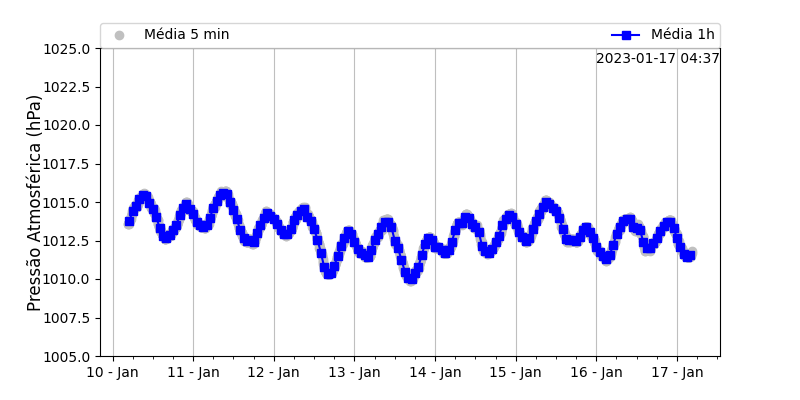 Média 5 min
Média 1h
2023-01-17 04:37
Pressão Atmosférica (hPa)
1025.0
1022.5
1020.0
1017.5
1015.0
1012.5
1010.0
1007.5
1005.0
10 - Jan
11 - Jan
12 - Jan
13 - Jan
14 - Jan
15 - Jan
16 - Jan
17 - Jan